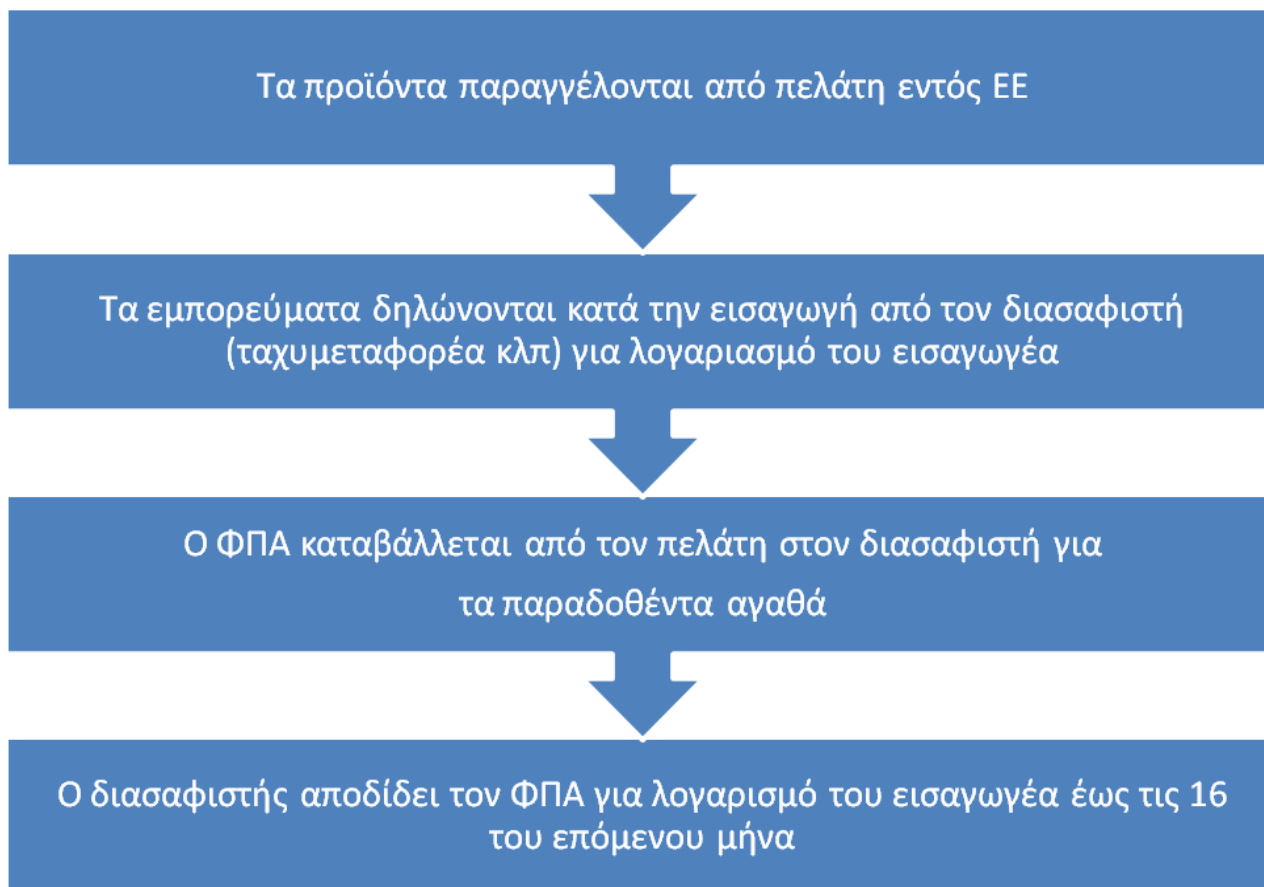 Τα προϊόντα παραγγέλονται από πελάτη εντός ΕΕ
Τα εμπορεύματα δηλώνονται κατά την εισαγωγή από τον διασαφιστή
(ταχυμεταφορέα κλπ) για λογαριασμό του εισαγωγέα
Ο ΦΠΑ καταβάλλεται από τον πελάτη στον διασαφιστή για
τα παραδοθέντα αγαθά
Ο διασαφιστής αποδίδει τον ΦΠΑ για λογαρισμό του εισαγωγέα έως τις 16
του επόμενου μήνα